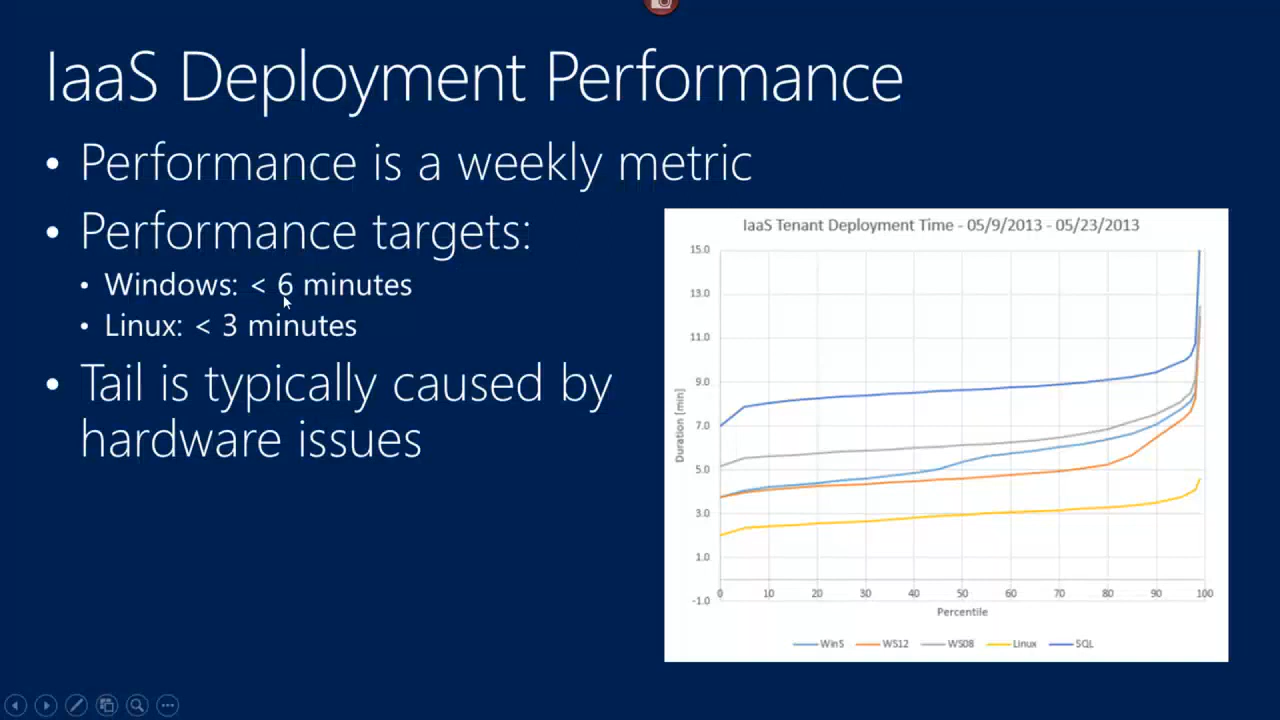 IaaS Deployment Performance
• Performance is a weekly metric
• Performance targets:
• Windows: < 6 minutes
• Linux: < 3 minutes
• Tail is typically caused by
hardware issues
IaaS Tenant Deployment Time - 05/9/2013 - 05/23/2013
15.0
13.0
11.0
9.0
7.0
5.0
3.0
1.0
-1.0
Duration [min]
0 10 20 30 40 50 60 70 80 90 100
Percentile
Win5 WS12 WS08 Linux SQL